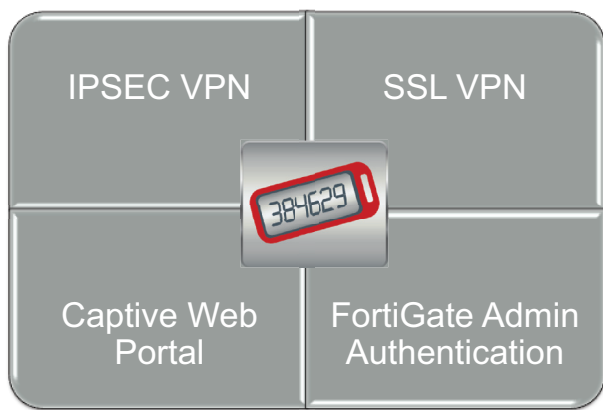 IPSEC VPN
SSL VPN
384629
Captive Web
Portal
FortiGate Admin
Authentication